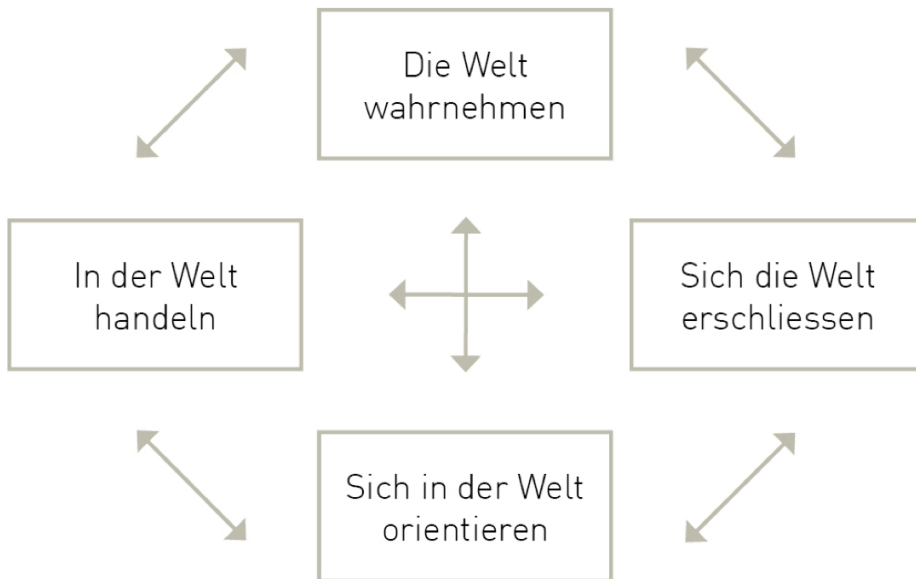 Die Welt
wahrnehmen
In der Welt
handeln
Sich die Welt
erschliessen
Sich in der Welt
orientieren